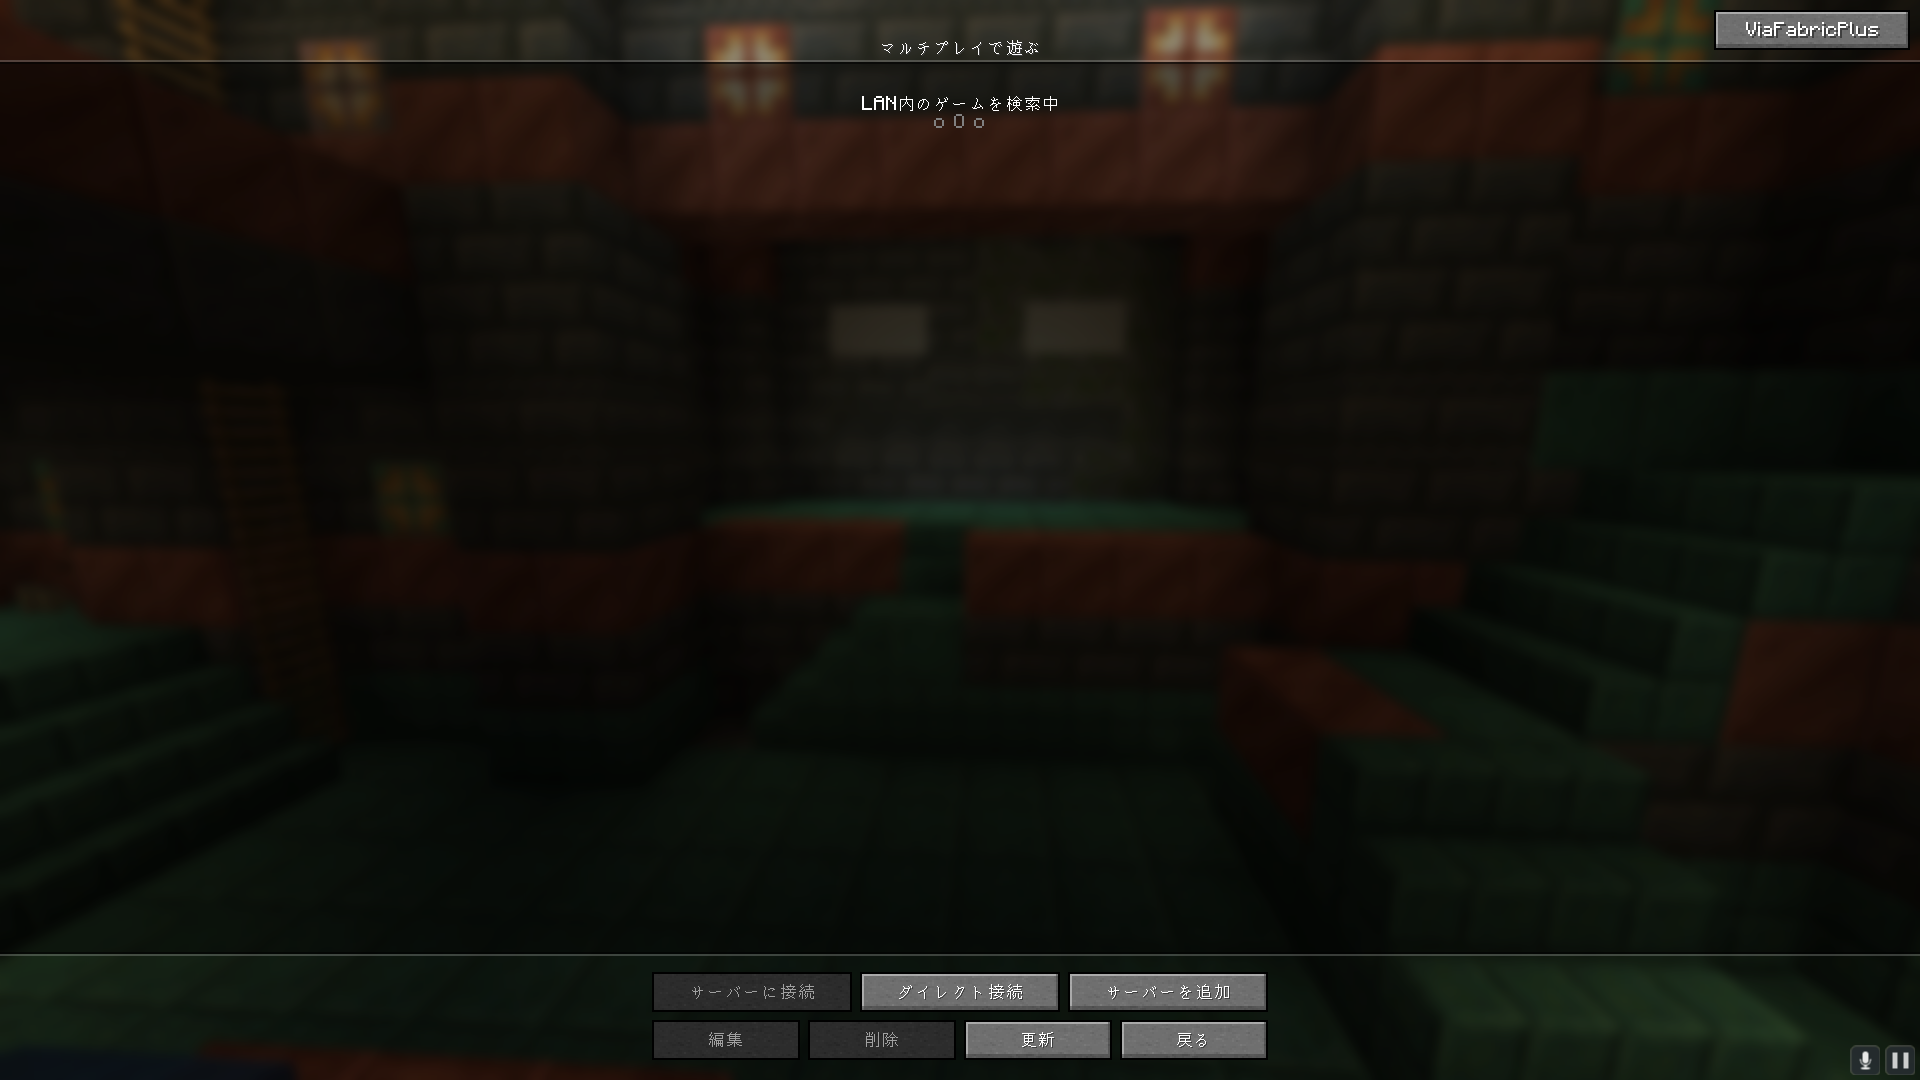 マルチプレイで遊ぶ
ViaFabricPlus
LAN内のゲームを検索中
o O o
サーバーに接続
ダイレクト接続
サーバーを追加
編集
削除
更新
戻る